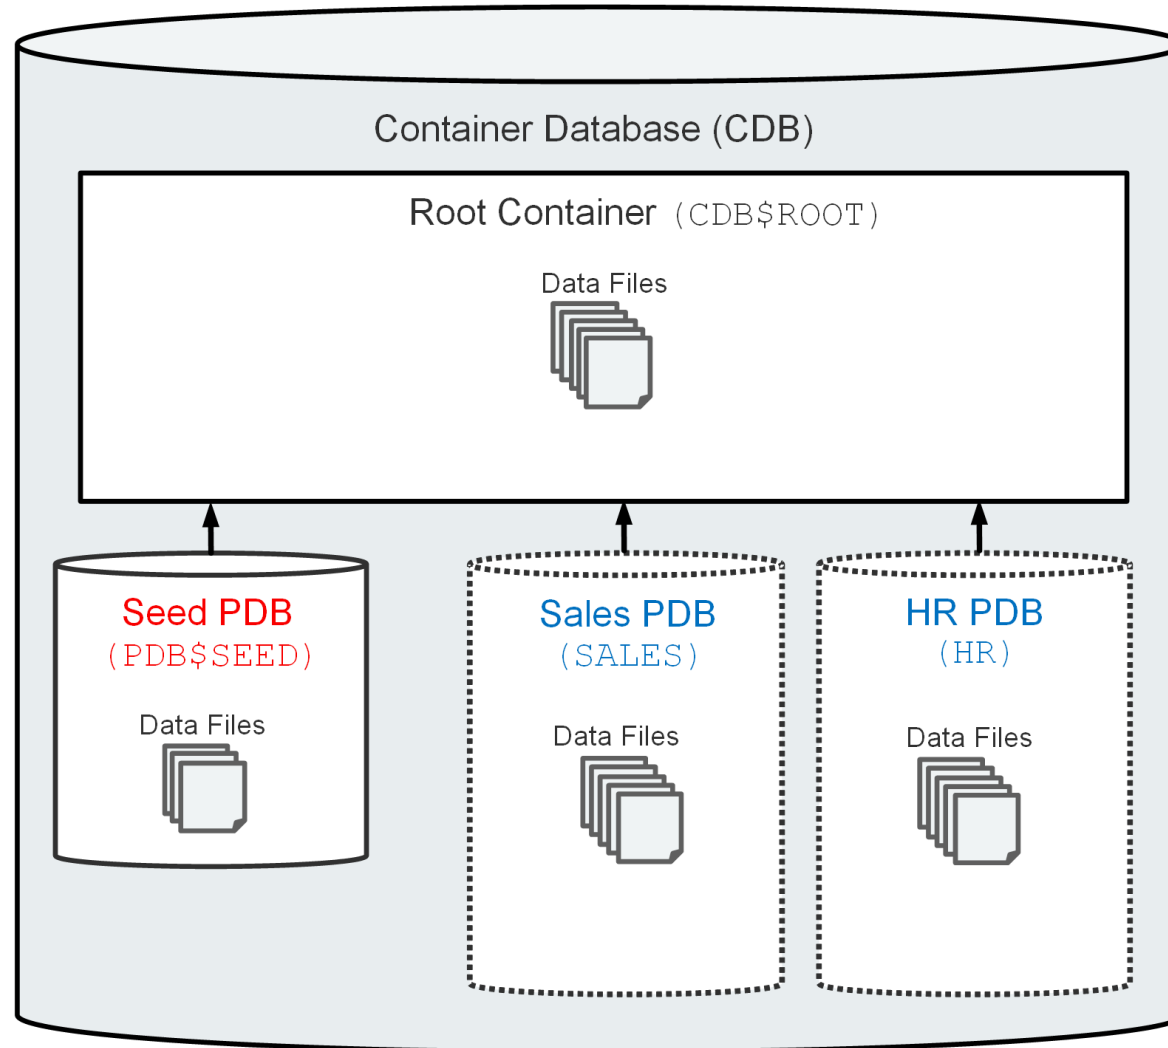 Container Database (CDB)
Root Container (CDB$ROOT)
Data Files
Seed PDB
(PDB$SEED)
Data Files
Sales PDB
(SALES)
Data Files
HR PDB
(HR)
Data Files